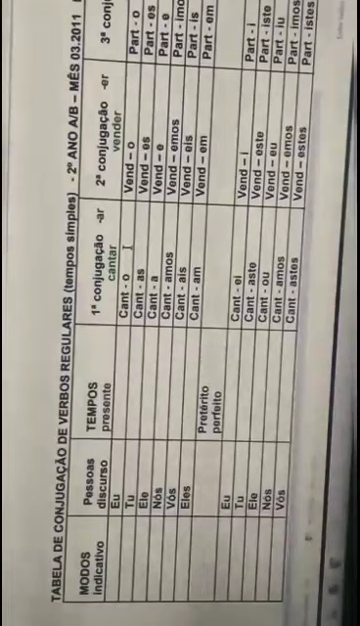 TABELA DE CONJUGAÇÃO DE VERBOS REGULARES (tempos simples) - 2º ANO A/B – MÊS 03.2011
MODOS Pessoas TEMPOS 1ª conjugação -ar 2ª conjugação -er 3ª conj
Indicativo discurso presente cantar vender
Eu Cant - o Vend – o Part - o
Tu Cant - as Vend – es Part - es
Ele Cant - a Vend – e Part - e
Nós Cant - amos Vend – emos Part - imo
Vós Cant - ais Vend – eis Part - is
Eles Cant - am Vend – em Part - em
Pretérito
perfeito
Eu Cant - ei Vend – i Part - i
Tu Cant - aste Vend – este Part - iste
Ele Cant - ou Vend – eu Part - iu
Nós Cant - amos Vend – emos Part - imos
Vós Cant - astes Vend – estes Part - istes